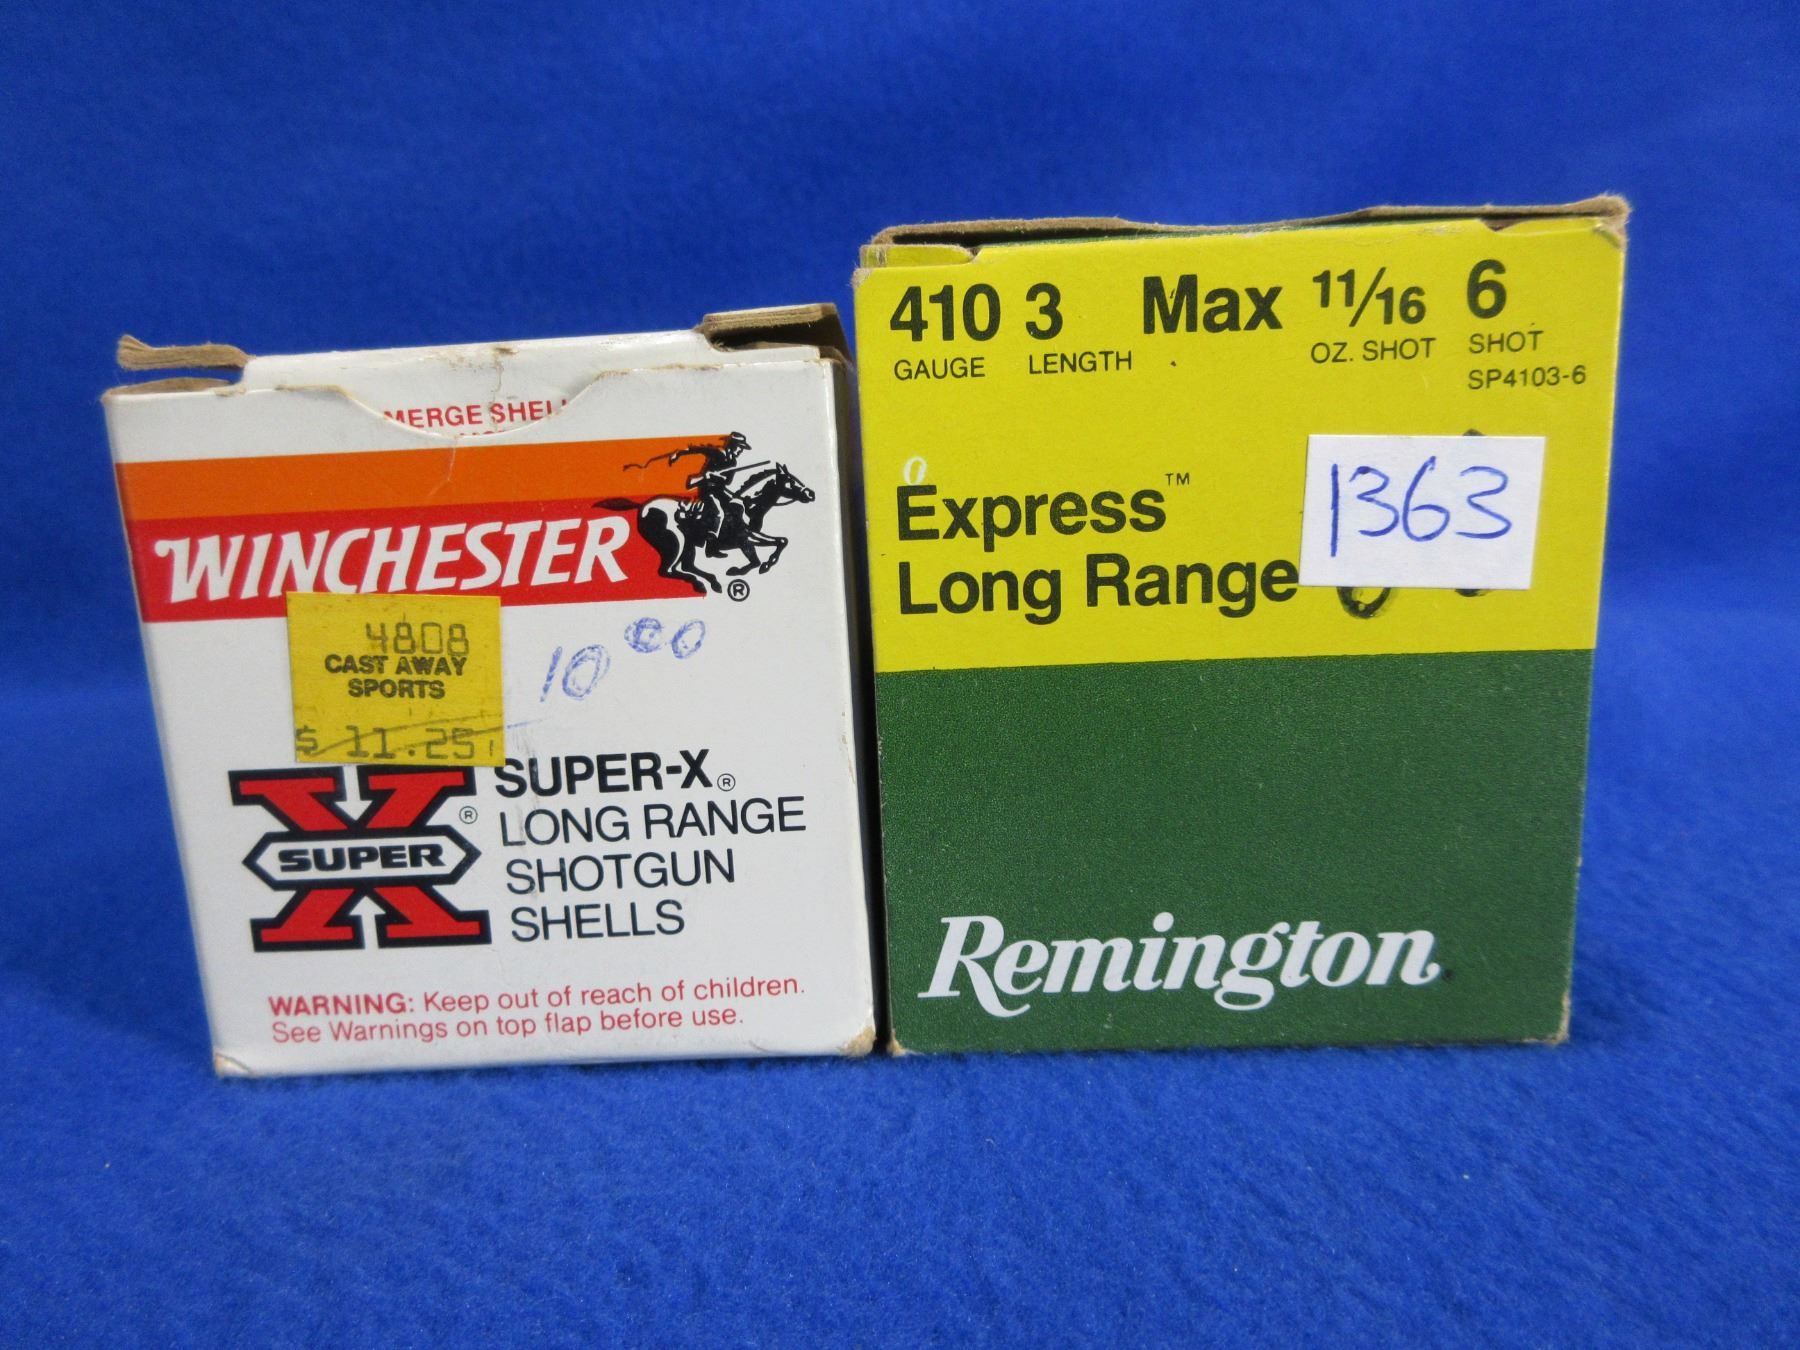 MERGE SHEL
WINCHESTER
®
4808
CAST AWAY
SPORTS
$.11.25
10 00
SUPER
®
SUPER-X®
LONG RANGE
SHOTGUN
SHELLS
WARNING: Keep out of reach of children.
See Warnings on top flap before use.
410 3 Max 11/16 6
GAUGE LENGTH OZ. SHOT SHOT
SP4103-6
Express™
Long Range
1363
Remington